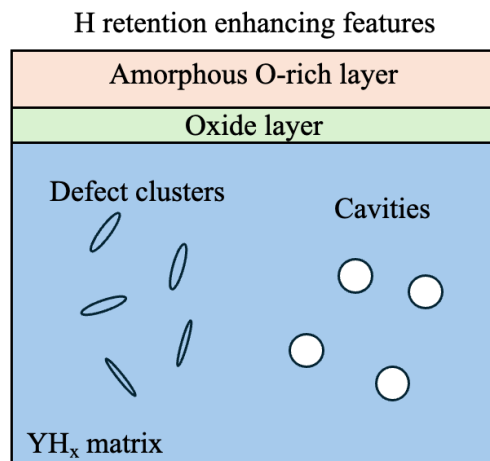 H retention enhancing features
Amorphous O-rich layer
Oxide layer
Defect clusters
Cavities
YHₓ matrix